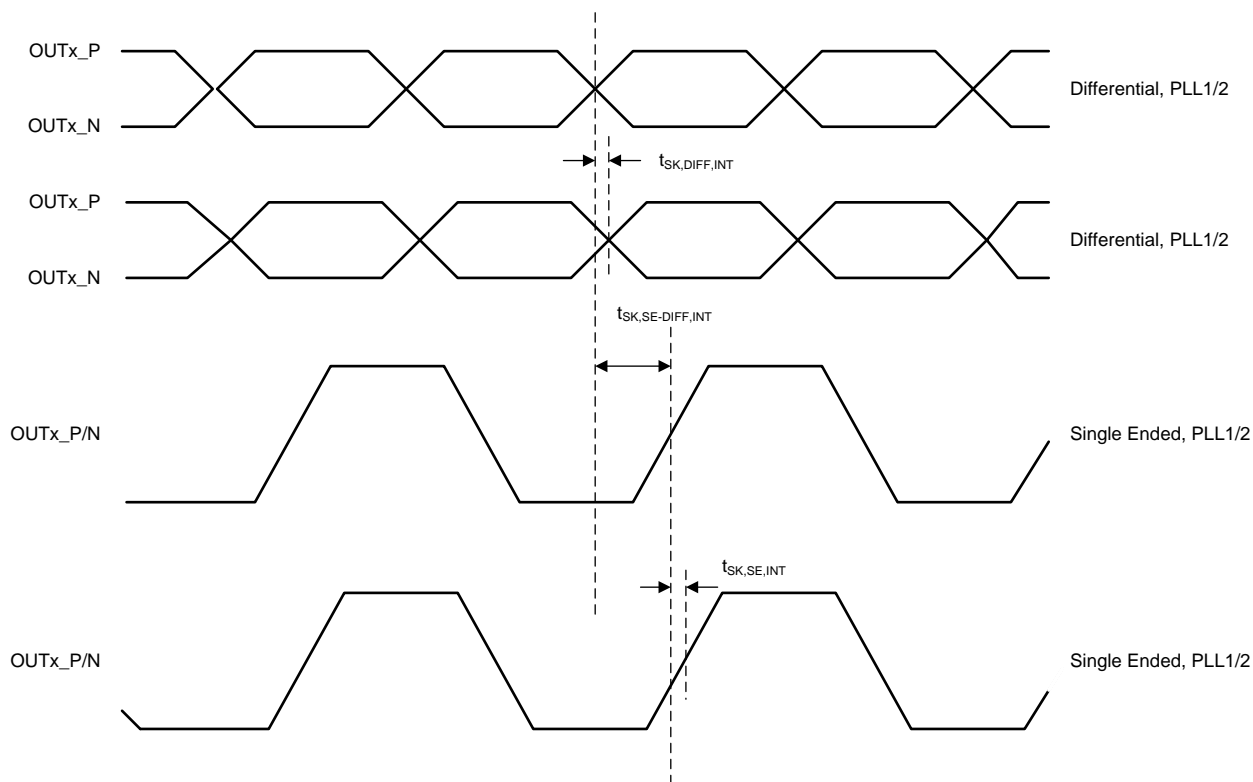 OUTx_P
Differential, PLL1/2
OUTx_N
tSK,DIFF,INT
OUTx_P
Differential, PLL1/2
OUTx_N
tSK,SE-DIFF,INT
OUTx_P/N
Single Ended, PLL1/2
tSK,SE,INT
OUTx_P/N
Single Ended, PLL1/2